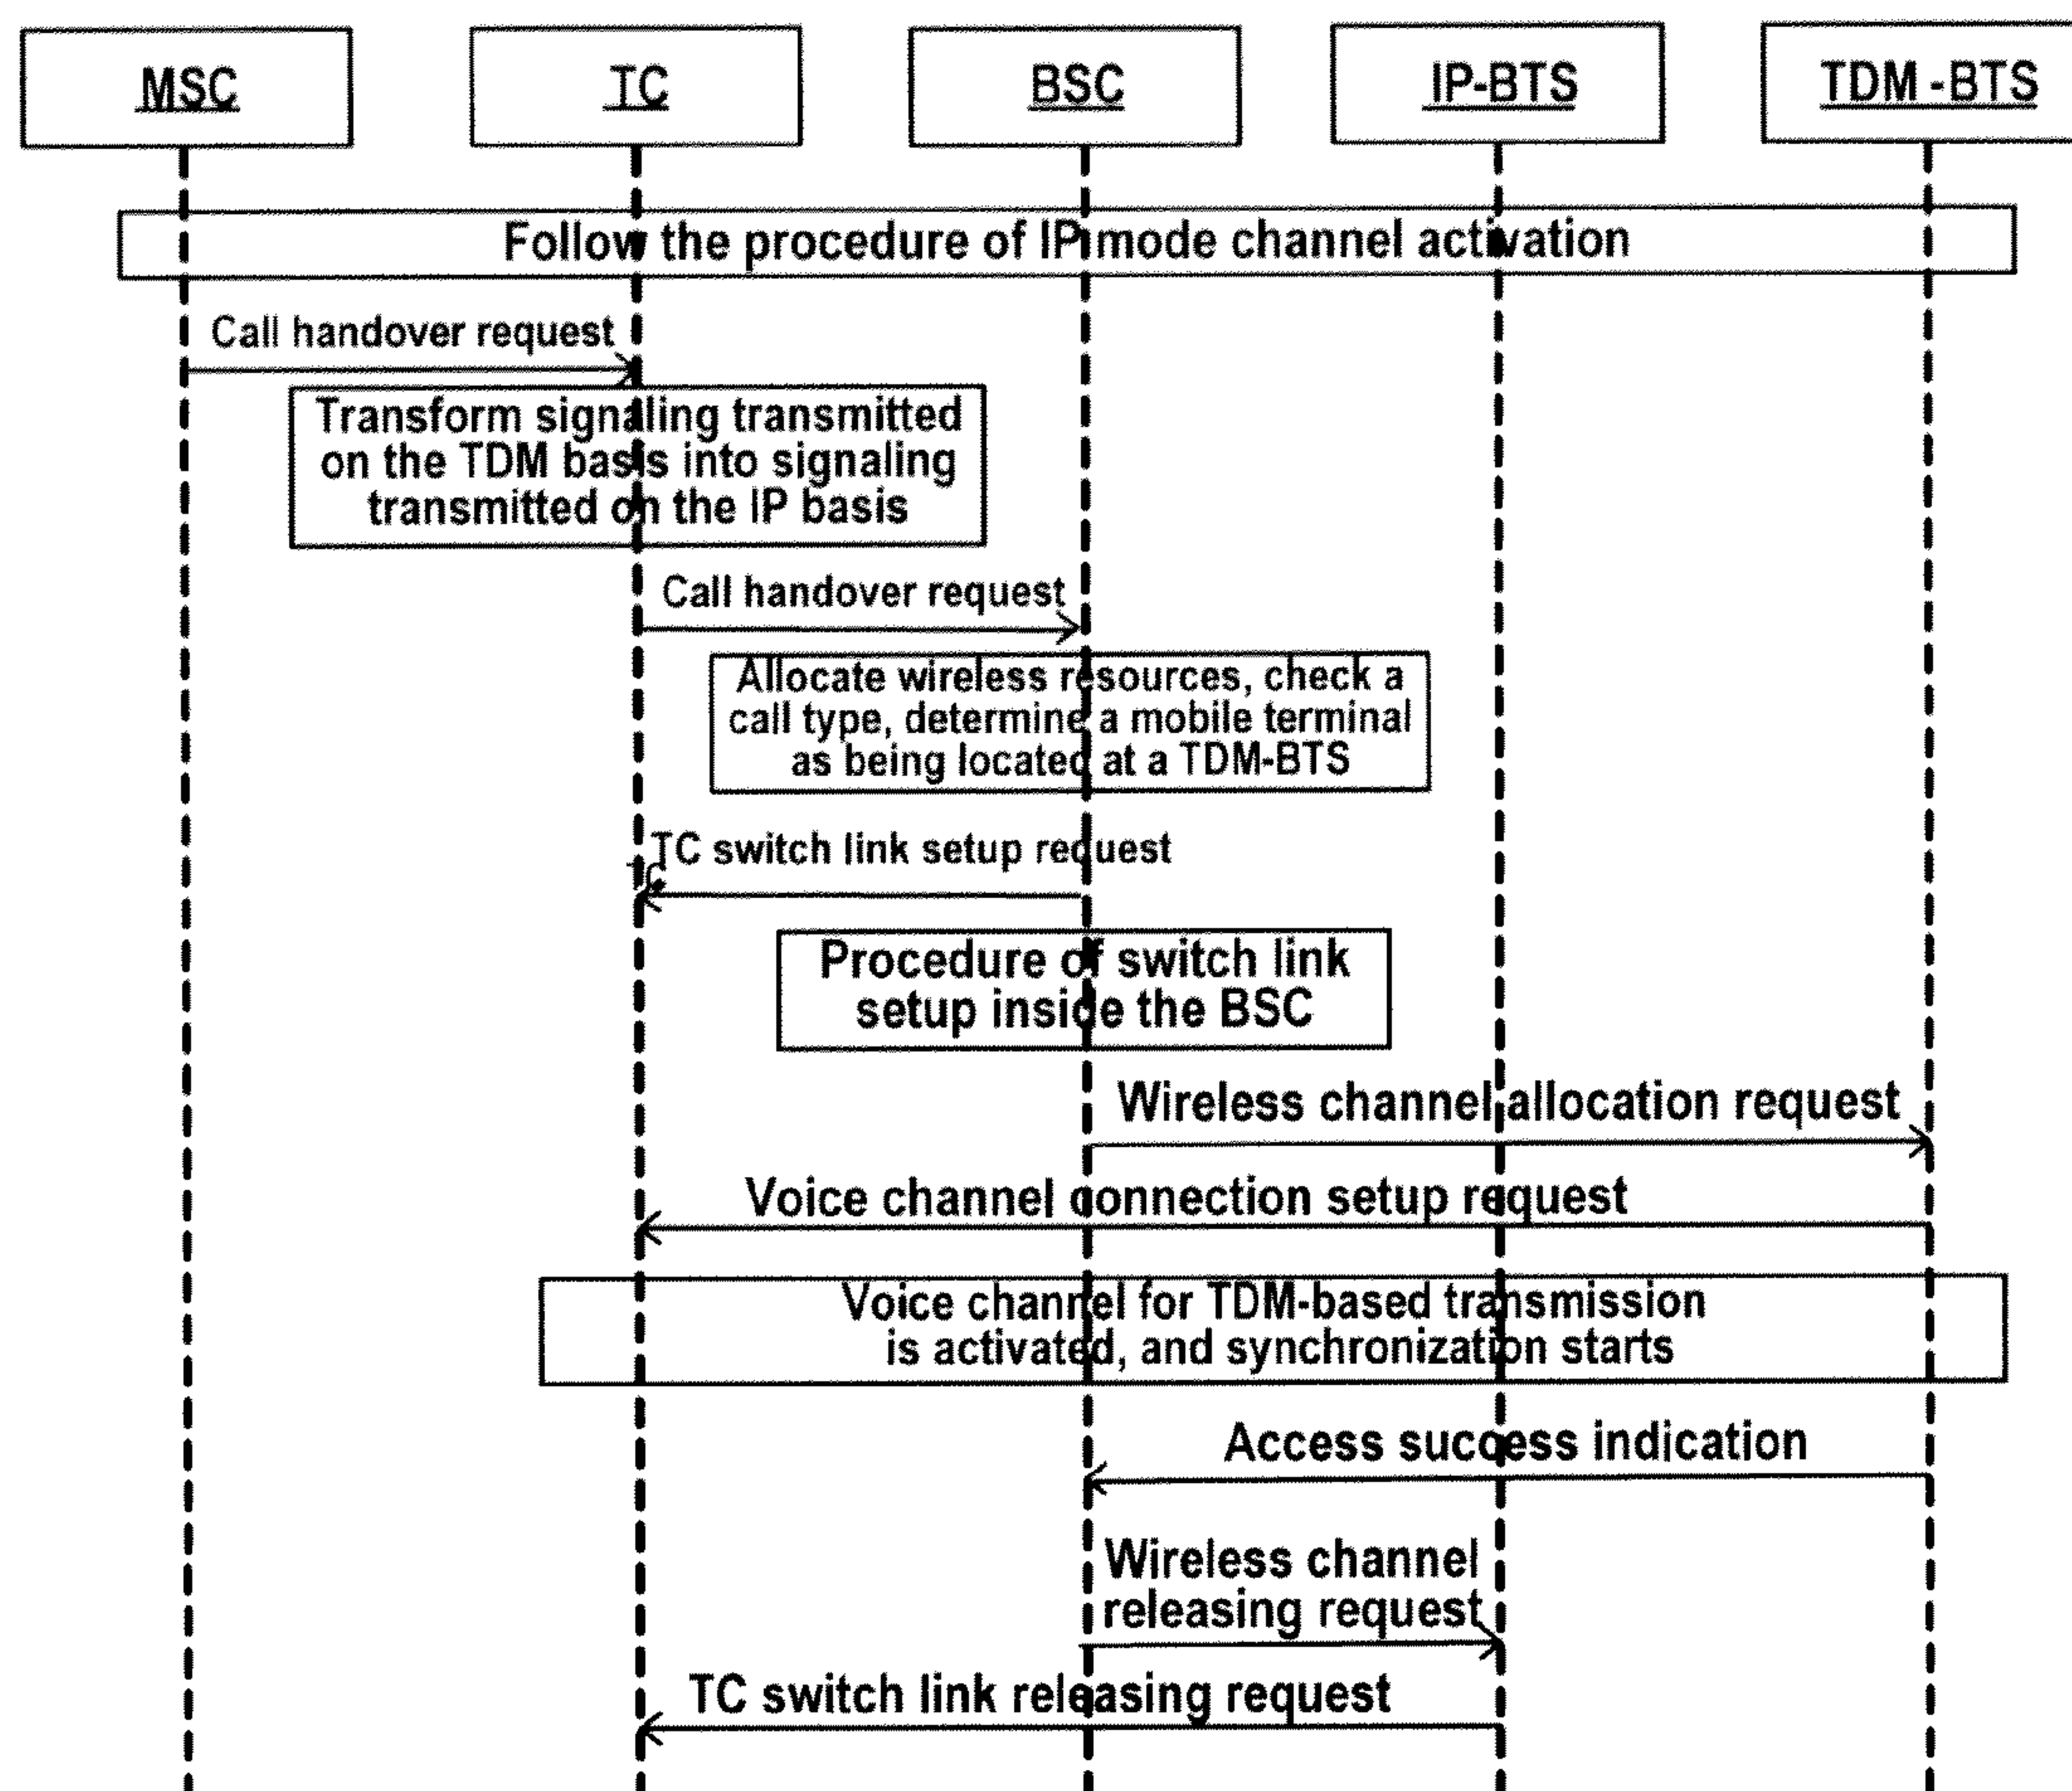 MSC
TC
BSC
IP-BTS
TDM-BTS
Follow the procedure of IP mode channel activation
Call handover request
Transform signaling transmitted
on the TDM basis into signaling
transmitted on the IP basis
Call handover request
Allocate wireless resources, check a
call type, determine a mobile terminal
as being located at a TDM-BTS
TC switch link setup request
Procedure of switch link
setup inside the BSC
Wireless channel allocation request
Voice channel connection setup request
Voice channel for TDM-based transmission
is activated, and synchronization starts
Access success indication
Wireless channel
releasing request
TC switch link releasing request